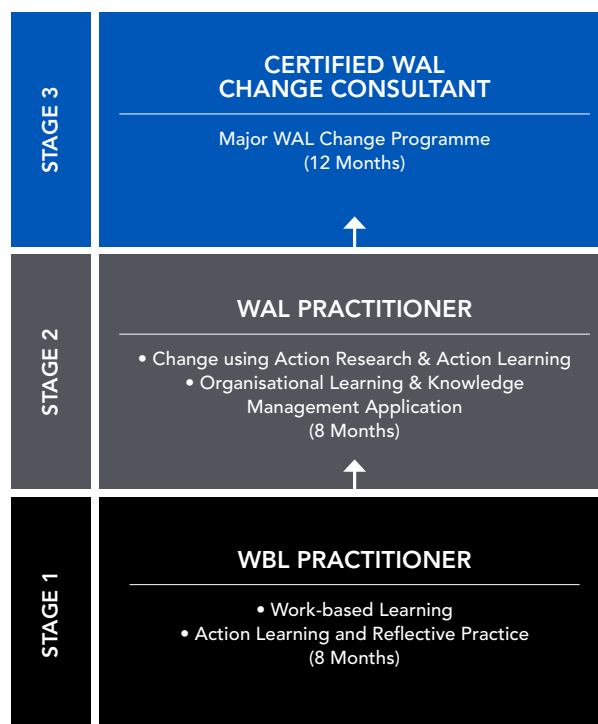 STAGE 3
CERTIFIED WAL
CHANGE CONSULTANT
Major WAL Change Programme
(12 Months)
STAGE 2
WAL PRACTITIONER
• Change using Action Research & Action Learning
• Organisational Learning & Knowledge
Management Application
(8 Months)
STAGE 1
WBL PRACTITIONER
• Work-based Learning
• Action Learning and Reflective Practice
(8 Months)